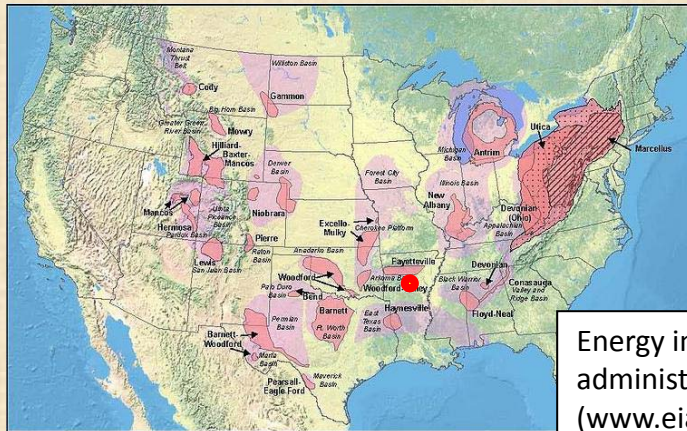 Montana
Thrust
Belt
Cody
Williston Basin
Gammon
Big Horn Basin
Greater Green
River Basin
Mowry
Hilliard-
Baxter-
Mancos
Denver
Basin
Niobrara
Mancos
Uinta
Piceance
Basin
Hermosa
Paradox Basin
Lewis
San Juan Basin
Pierre
Raton
Basin
Anadarko Basin
Excello-
Mulky
Cherokee Platform
Forest City
Basin
Michigan
Basin
Antrim
Illinois Basin
New
Albany
Utica
Marcellus
Devonian
(Ohio)
Appalachian
Basin
Fayetteville
Arkoma
Woodford-
Woodford
Palo Duro
Basin
Bend
Barnett
Ft. Worth
Basin
Permian
Basin
Barnett-
Woodford
Marfa
Basin
Pearsall-
Eagle Ford
Maverick
Basin
East
Texas
Basin
Haynesville
Black Warrior
Basin
Devonian
Floyd-Neal
Conasauga
Valley and
Ridge Basin
Energy in
administ
(www.eia